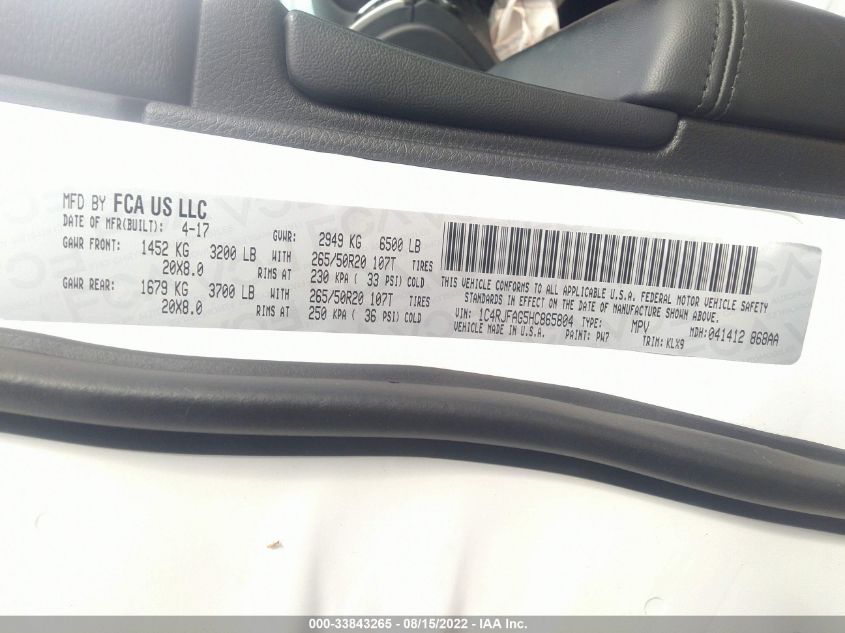 MFD BY FCA US LLC
DATE OF MFR(BUILT): 4-17
GVWR: 2949 KG 6500 LB
GAWR FRONT: 1452 KG 3200 LB WITH 265/50R20 107T TIRES
20X8.0 RIMS AT 230 KPA ( 33 PSI) COLD
GAWR REAR: 1679 KG 3700 LB WITH 265/50R20 107T TIRES
20X8.0 RIMS AT 250 KPA ( 36 PSI) COLD
THIS VEHICLE CONFORMS TO ALL APPLICABLE U.S.A. FEDERAL MOTOR VEHICLE SAFETY
STANDARDS IN EFFECT ON THE DATE OF MANUFACTURE SHOWN ABOVE.
VIN: 1C4RJFAG5HC865804 TYPE: MPV MDH:041412 868AA
VEHICLE MADE IN U.S.A. PAINT: PW7 TRIM: KLX9
000-33843265 - 08/15/2022 - IAA Inc.